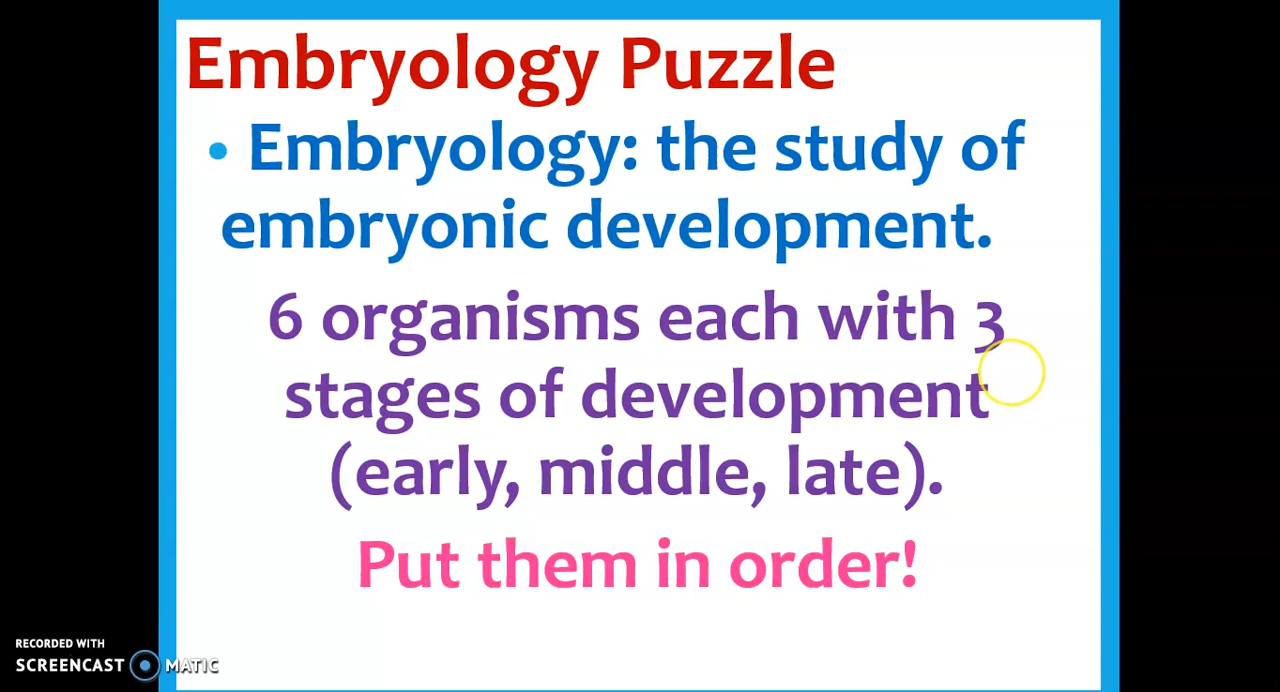 Embryology Puzzle
• Embryology: the study of
embryonic development.
6 organisms each with 3
stages of development
(early, middle, late).
Put them in order!
RECORDED WITH
SCREENCAST MATIC